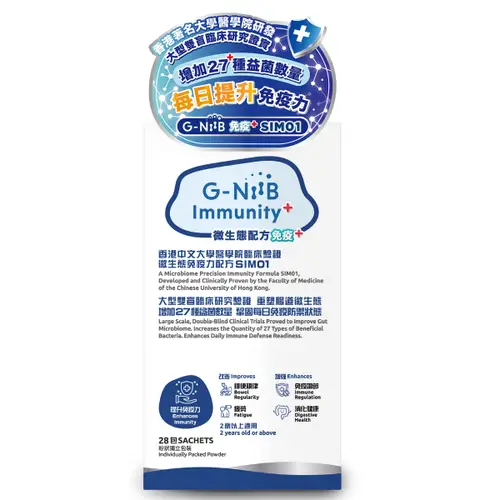 香港著名大學醫學院研發
大型雙盲臨床研究證實
增加27+種益菌數量
每日提升免疫力
G-NiiB 免疫+ SIM01
G-NiiB
Immunity+
微生態配方免疫+
香港中文大學醫學院臨床驗證
微生態免疫力配方SIM01
A Microbiome Precision Immunity Formula SIM01,
Developed and Clinically Proven by the Faculty of Medicine
of the Chinese University of Hong Kong.
大型雙盲臨床研究驗證 重塑腸道微生態
增加27種益菌數量 鞏固每日免疫防禦狀態
Large Scale, Double-Blind Clinical Trials Proved to Improve Gut
Microbiome. Increases the Quantity of 27 Types of Beneficial
Bacteria. Enhances Daily Immune Defense Readiness.
提升免疫力
Enhances
Immunity
改善 Improves
排便規律
Bowel
Regularity
疲勞
Fatigue
增強 Enhances
免疫調節
Immune
Regulation
消化健康
Digestive
Health
2歲以上適用
2 years old or above
28包SACHETS
粉狀獨立包裝
Individually Packed Powder